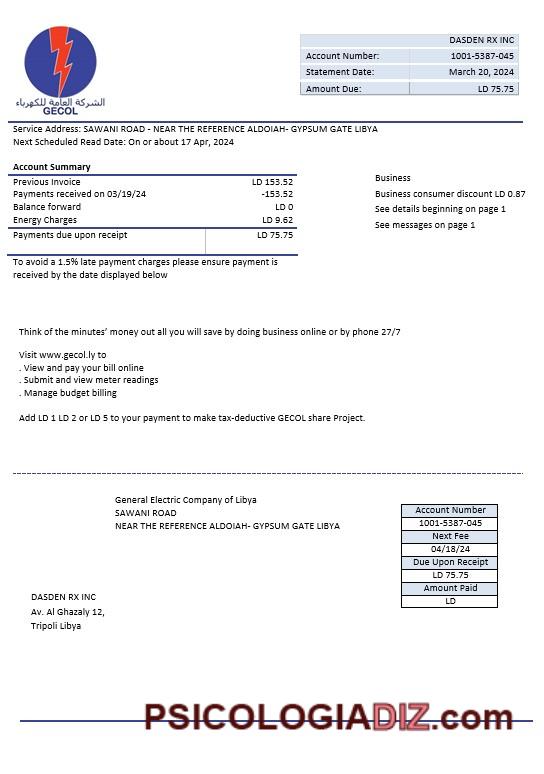 الشركة العامة للكهرباء
GECOL
DASDEN RX INC
Account Number: 1001-5387-045
Statement Date: March 20, 2024
Amount Due: LD 75.75
Service Address: SAWANI ROAD - NEAR THE REFERENCE ALDOIAH- GYPSUM GATE LIBYA
Next Scheduled Read Date: On or about 17 Apr, 2024
Account Summary
Previous Invoice LD 153.52
Payments received on 03/19/24 -153.52
Balance forward LD 0
Energy Charges LD 9.62
Payments due upon receipt LD 75.75
To avoid a 1.5% late payment charges please ensure payment is
received by the date displayed below
Business
Business consumer discount LD 0.87
See details beginning on page 1
See messages on page 1
Think of the minutes’ money out all you will save by doing business online or by phone 27/7
Visit www.gecol.ly to
. View and pay your bill online
. Submit and view meter readings
. Manage budget billing
Add LD 1 LD 2 or LD 5 to your payment to make tax-deductive GECOL share Project.
General Electric Company of Libya
SAWANI ROAD
NEAR THE REFERENCE ALDOIAH- GYPSUM GATE LIBYA
Account Number
1001-5387-045
Next Fee
04/18/24
Due Upon Receipt
LD 75.75
Amount Paid
LD
DASDEN RX INC
Av. Al Ghazaly 12,
Tripoli Libya
PSICOLOGIADIZ.com